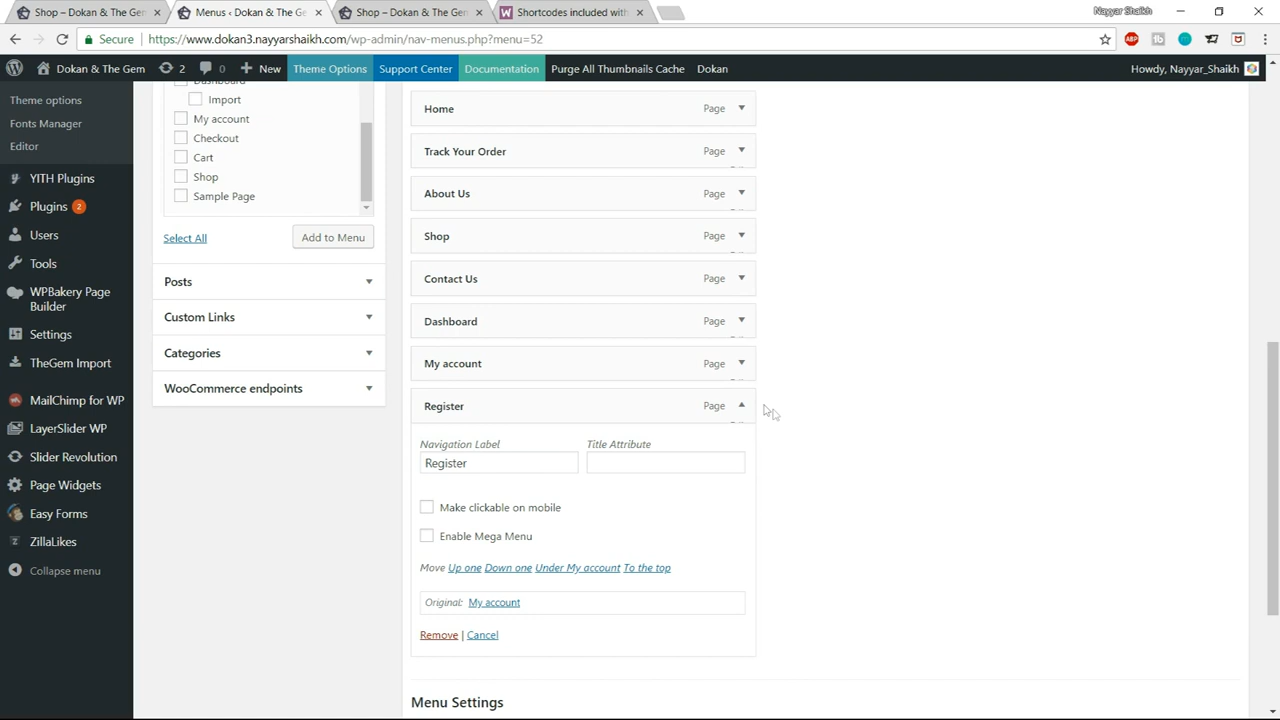 Shop – Dokan & The Gem
Menus ‹ Dokan & The Ge
Shop – Dokan & The Gem
Shortcodes included with
Nayyar Shaikh
Secure
https://www.dokan3.nayyarshaikh.com/wp-admin/nav-menus.php?menu=52
ABP
Dokan & The Gem
2
0
New
Theme Options
Support Center
Documentation
Purge All Thumbnails Cache
Dokan
Howdy, Nayyar_Shaikh
Theme options
Fonts Manager
Editor
YITH Plugins
Plugins 2
Users
Tools
WPBakery Page
Builder
Settings
TheGem Import
MailChimp for WP
LayerSlider WP
Slider Revolution
Page Widgets
Easy Forms
ZillaLikes
Collapse menu
Dashboard
Import
My account
Checkout
Cart
Shop
Sample Page
Select All
Add to Menu
Posts
Custom Links
Categories
WooCommerce endpoints
Home Page
Track Your Order Page
About Us Page
Shop Page
Contact Us Page
Dashboard Page
My account Page
Register Page
Navigation Label Title Attribute
Register
Make clickable on mobile
Enable Mega Menu
Move Up one Down one Under My account To the top
Original: My account
Remove | Cancel
Menu Settings